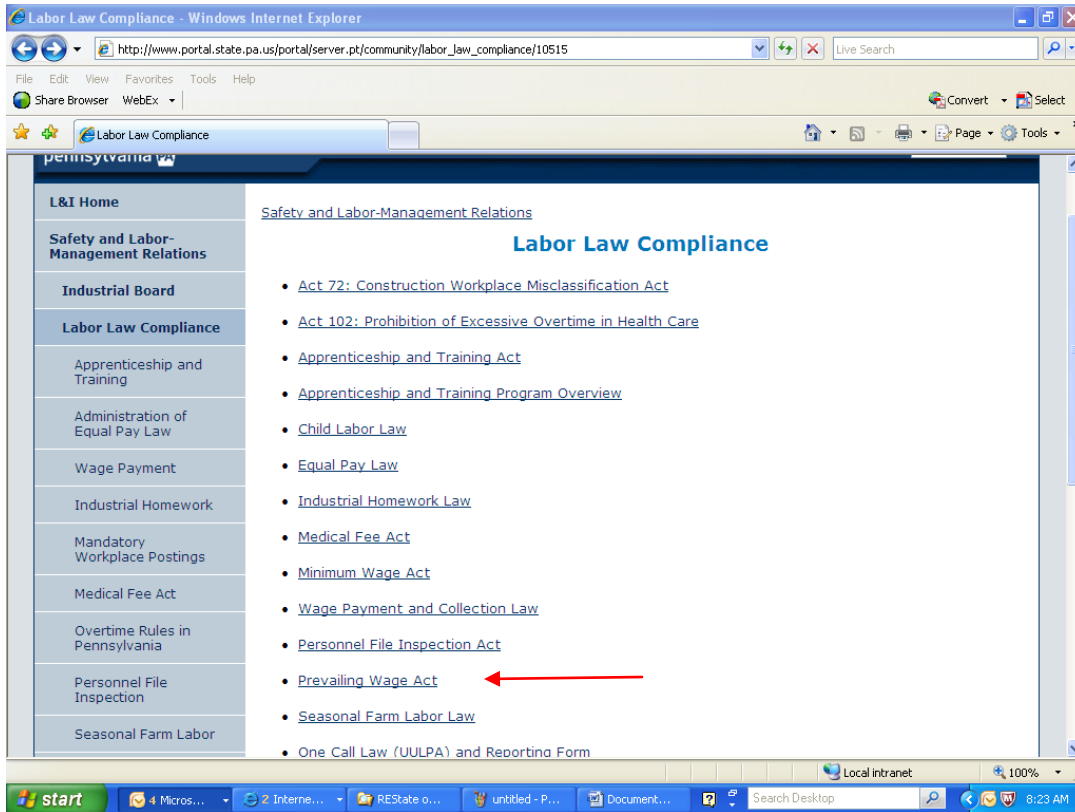 Labor Law Compliance - Windows Internet Explorer
http://www.portal.state.pa.us/portal/server.pt/community/labor_law_compliance/10515
Live Search
File Edit View Favorites Tools Help
Share Browser WebEx
Convert Select
Labor Law Compliance
Page Tools
pennsylvania PA
L&I Home
Safety and Labor-
Management Relations
Industrial Board
Labor Law Compliance
Apprenticeship and
Training
Administration of
Equal Pay Law
Wage Payment
Industrial Homework
Mandatory
Workplace Postings
Medical Fee Act
Overtime Rules in
Pennsylvania
Personnel File
Inspection
Seasonal Farm Labor
Safety and Labor-Management Relations
Labor Law Compliance
Act 72: Construction Workplace Misclassification Act
Act 102: Prohibition of Excessive Overtime in Health Care
Apprenticeship and Training Act
Apprenticeship and Training Program Overview
Child Labor Law
Equal Pay Law
Industrial Homework Law
Medical Fee Act
Minimum Wage Act
Wage Payment and Collection Law
Personnel File Inspection Act
Prevailing Wage Act
Seasonal Farm Labor Law
One Call Law (UULPA) and Reporting Form
Local intranet
100%
start
4 Micros...
2 Interne...
REState o...
untitled - P...
Document...
Search Desktop
8:23 AM